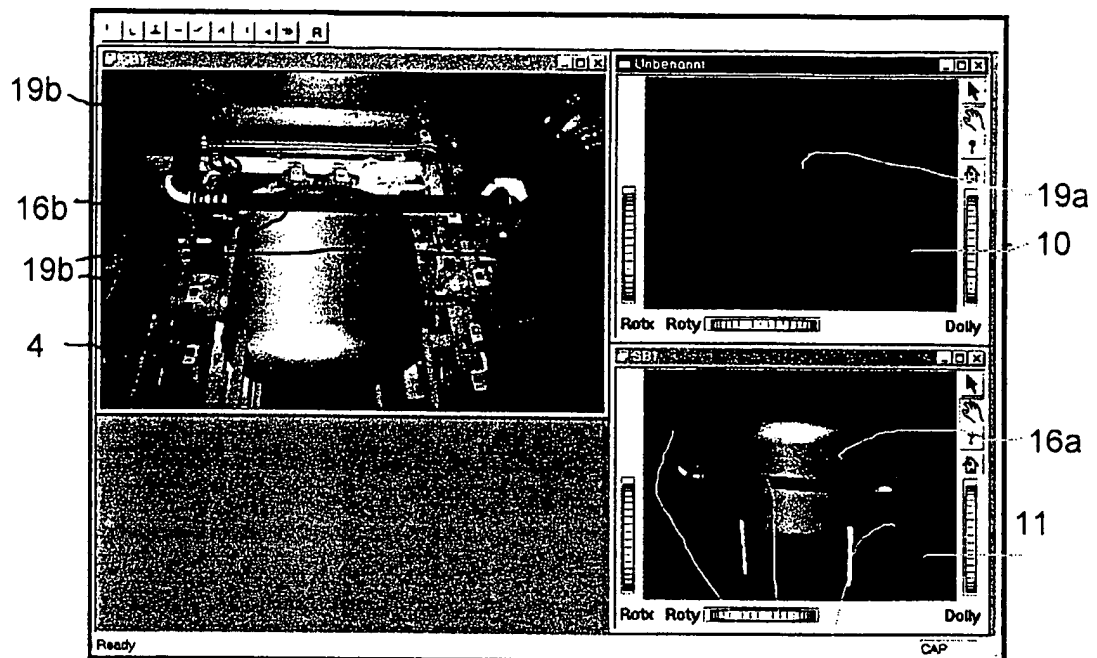 R
Unbenannt
19b
16b
19b
4
19a
10
Rotx Roty Dolly
SB1
16a
11
Rotx Roty Dolly
Ready
CAP